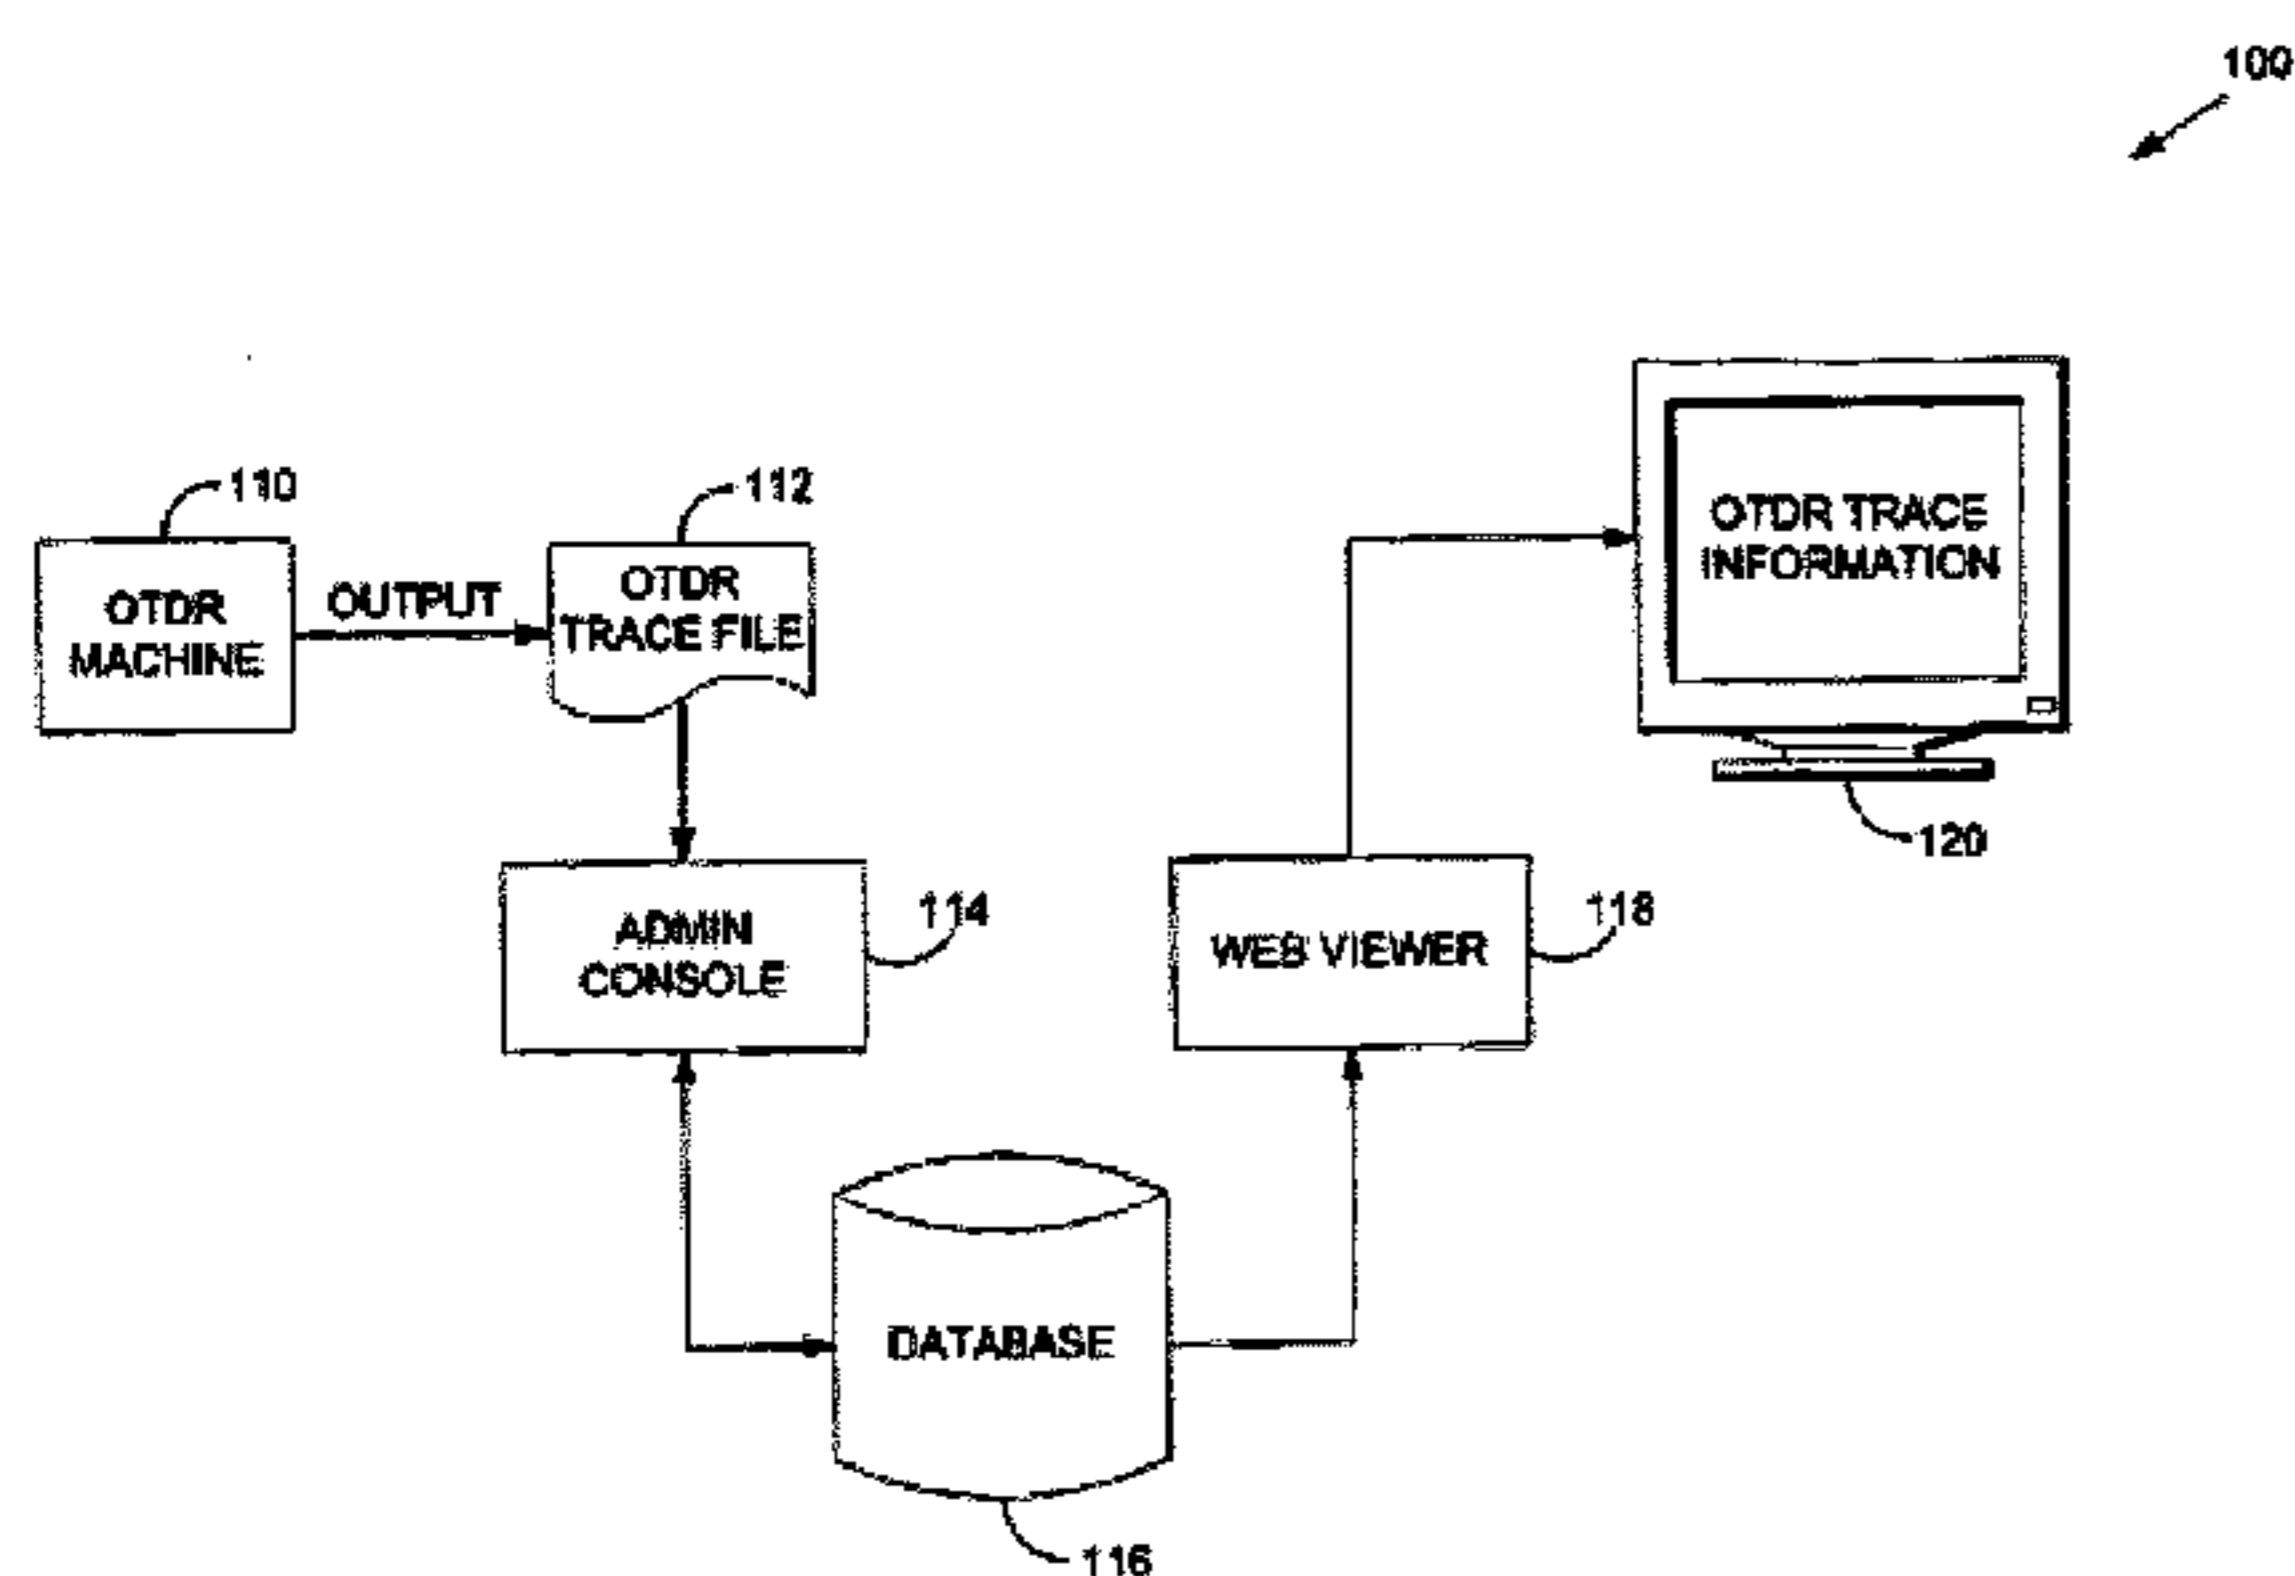 100
110
112
OTDR
MACHINE
OUTPUT
OTDR
TRACE FILE
OTDR TRACE
INFORMATION
120
ADMIN
CONSOLE
114
WEB VIEWER
118
DATABASE
116